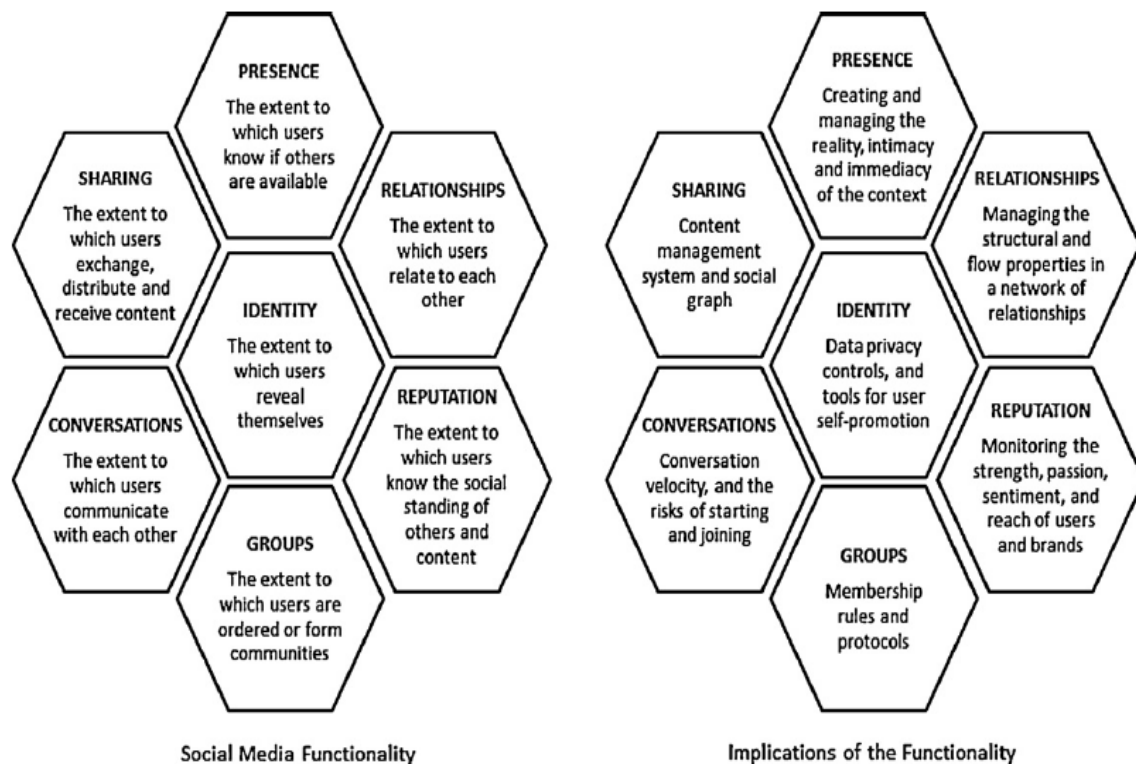 PRESENCE
The extent to
which users
know if others
are available
SHARING
The extent to
which users
exchange,
distribute and
receive content
RELATIONSHIPS
The extent to
which users
relate to each
other
IDENTITY
The extent to
which users
reveal
themselves
CONVERSATIONS
The extent to
which users
communicate
with each other
REPUTATION
The extent to
which users
know the social
standing of
others and
content
GROUPS
The extent to
which users are
ordered or form
communities
Social Media Functionality
PRESENCE
Creating and
managing the
reality, intimacy
and immediacy
of the context
SHARING
Content
management
system and social
graph
RELATIONSHIPS
Managing the
structural and
flow properties in
a network of
relationships
IDENTITY
Data privacy
controls, and
tools for user
self-promotion
CONVERSATIONS
Conversation
velocity, and the
risks of starting
and joining
REPUTATION
Monitoring the
strength, passion,
sentiment, and
reach of users
and brands
GROUPS
Membership
rules and
protocols
Implications of the Functionality